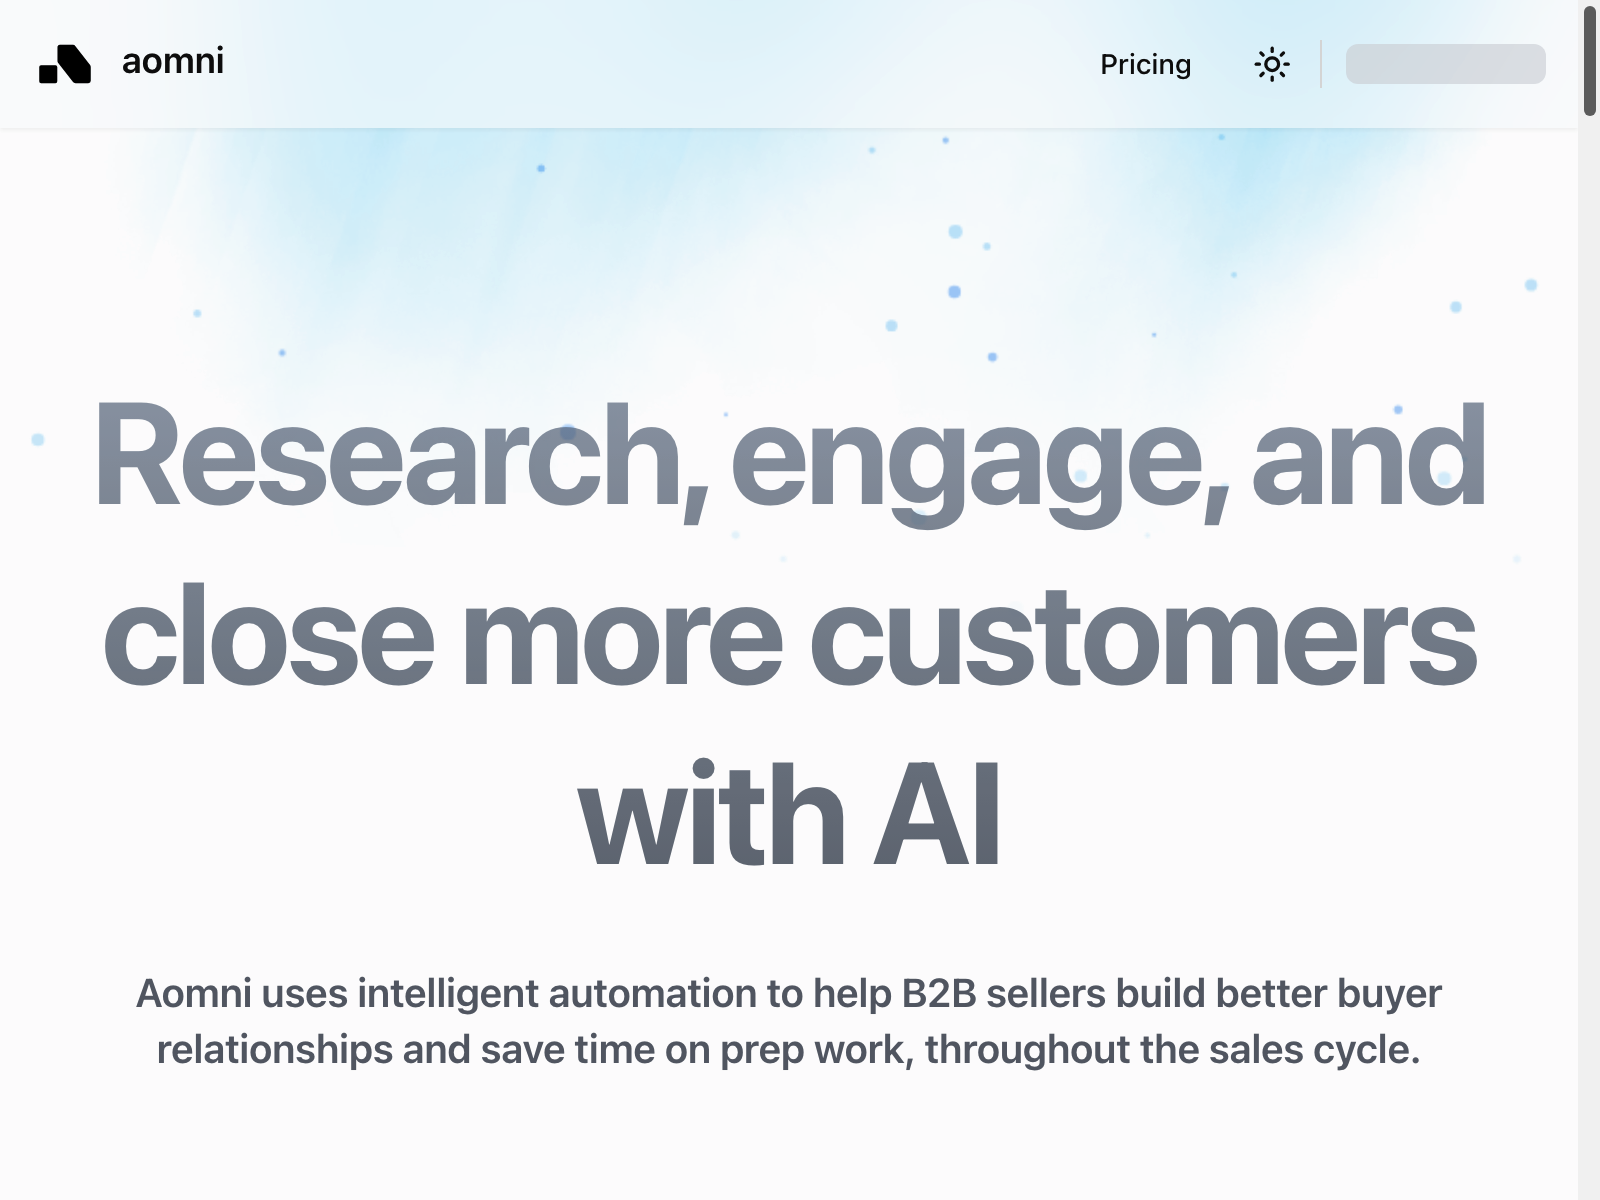 aomni
Pricing
Research, engage, and
close more customers
with AI
Aomni uses intelligent automation to help B2B sellers build better buyer
relationships and save time on prep work, throughout the sales cycle.